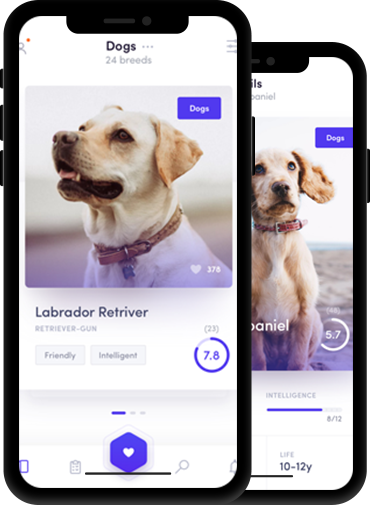 Dogs
24 breeds
Dogs
378
Labrador Retriver
RETRIEVER-GUN
(23)
Friendly
Intelligent
7.8
ils
paniel
Dogs
paniel
(48)
5.7
INTELLIGENCE
8/12
LIFE
10-12y